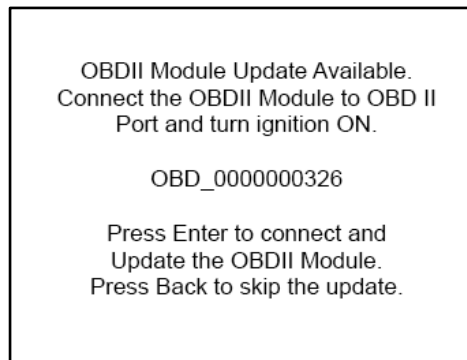 OBDII Module Update Available.
Connect the OBDII Module to OBD II
Port and turn ignition ON.
OBD_0000000326
Press Enter to connect and
Update the OBDII Module.
Press Back to skip the update.